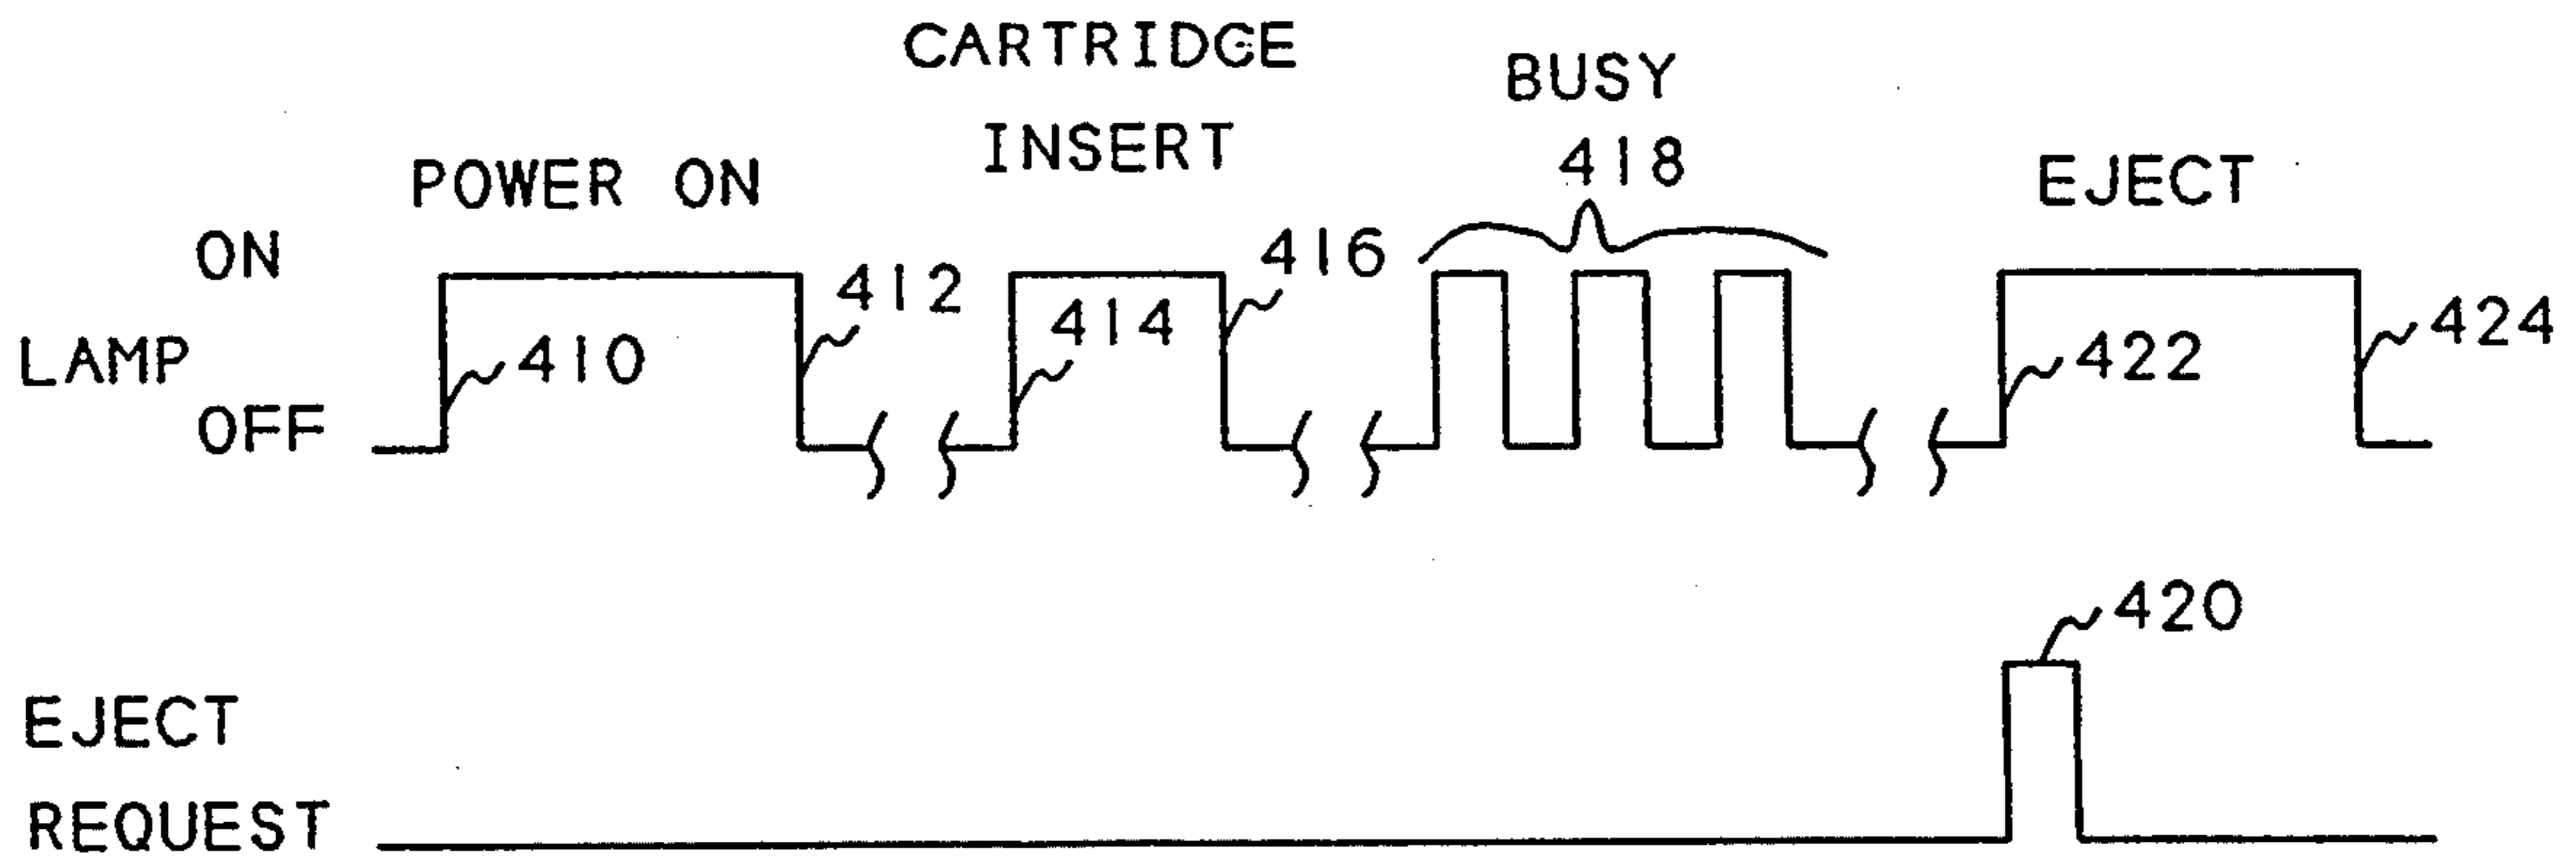 CARTRIDGE
INSERT
BUSY
418
POWER ON
EJECT
ON
LAMP
OFF
410
412
414
416
422
424
420
EJECT
REQUEST